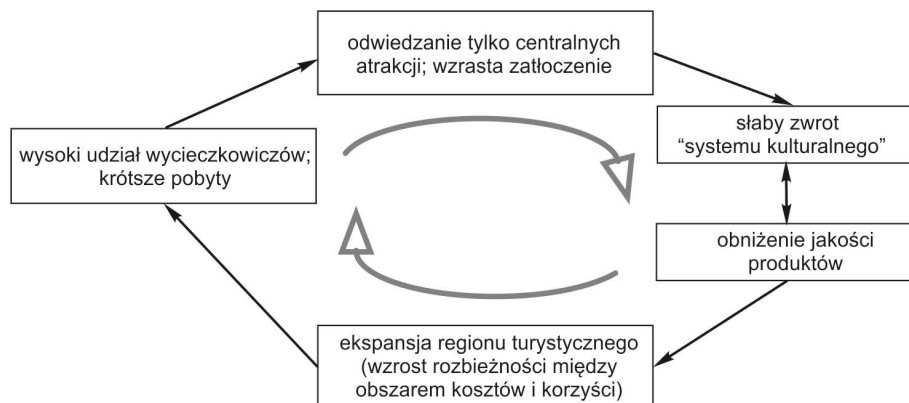 odwiedzanie tylko centralnych
atrakcji; wzrasta zatłoczenie
słaby zwrot
“systemu kulturalnego”
wysoki udział wycieczkowiczów;
krótsze pobyty
obniżenie jakości
produktów
ekspansja regionu turystycznego
(wzrost rozbieżności między
obszarem kosztów i korzyści)